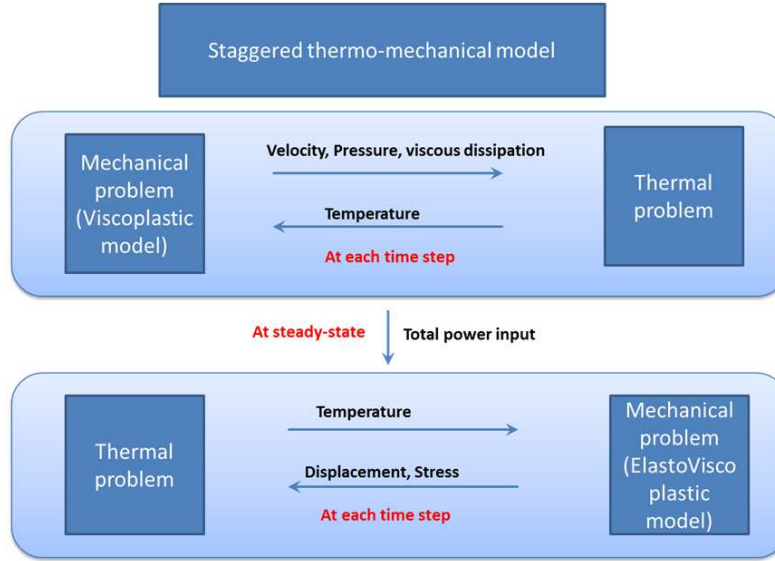 Staggered thermo-mechanical model
Mechanical
problem
(Viscoplastic
model)
Velocity, Pressure, viscous dissipation
Temperature
At each time step
Thermal
problem
At steady-state
Total power input
Thermal
problem
Temperature
Displacement, Stress
At each time step
Mechanical
problem
(ElastoVisco
plastic
model)